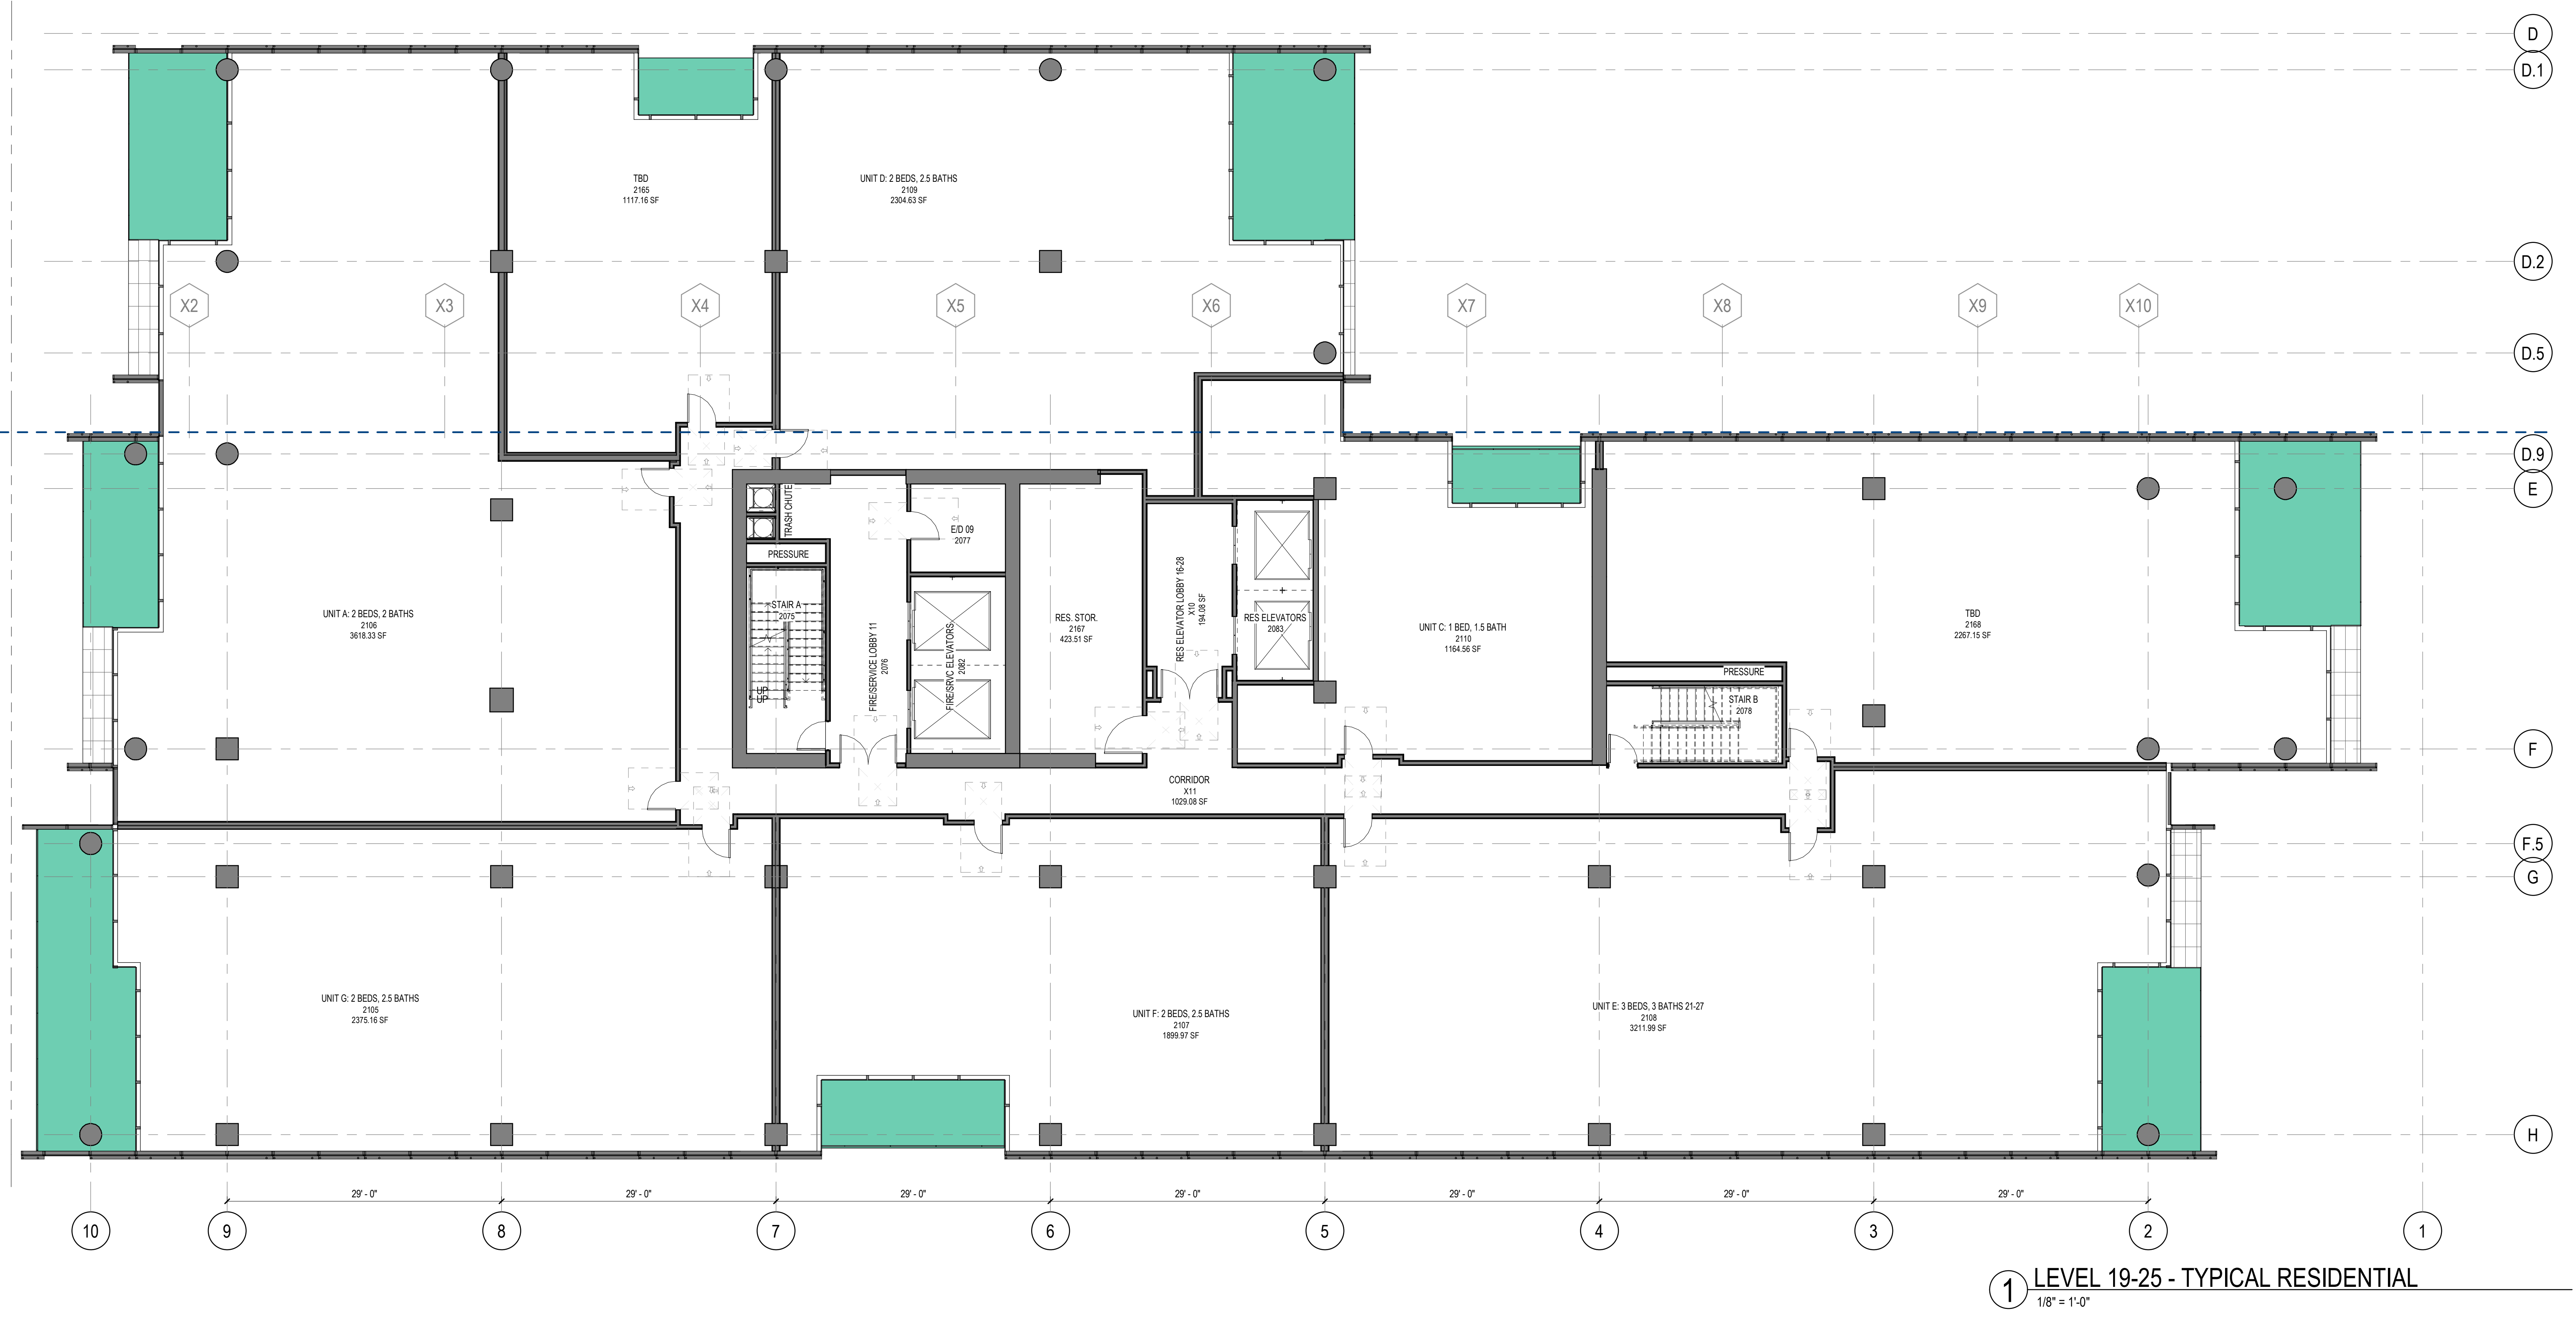 D
D.1
TBD
2165
1117.16 SF
UNIT D: 2 BEDS, 2.5 BATHS
2109
2304.63 SF
D.2
X2
X3
X4
X5
X6
X7
X8
X9
X10
D.5
D.9
E
TRASH CHUTE
PRESSURE
E/D 09
2077
STAIR A
2075
UP
UP
UNIT A: 2 BEDS, 2 BATHS
2106
3618.33 SF
FIRE/SERVICE LOBBY 11
2076
FIRE/SRVC ELEVATORS
2082
RES. STOR.
2167
423.51 SF
RES ELEVATOR LOBBY 16-28
X10
194.08 SF
RES ELEVATORS
2083
UNIT C: 1 BED, 1.5 BATH
2110
1164.56 SF
TBD
2168
2267.15 SF
PRESSURE
STAIR B
2078
F
CORRIDOR
X11
1029.08 SF
F.5
G
UNIT G: 2 BEDS, 2.5 BATHS
2105
2375.16 SF
UNIT F: 2 BEDS, 2.5 BATHS
2107
1899.97 SF
UNIT E: 3 BEDS, 3 BATHS 21-27
2108
3211.99 SF
H
29' - 0"
29' - 0"
29' - 0"
29' - 0"
29' - 0"
29' - 0"
29' - 0"
10
9
8
7
6
5
4
3
2
1
1
LEVEL 19-25 - TYPICAL RESIDENTIAL
1/8" = 1'-0"